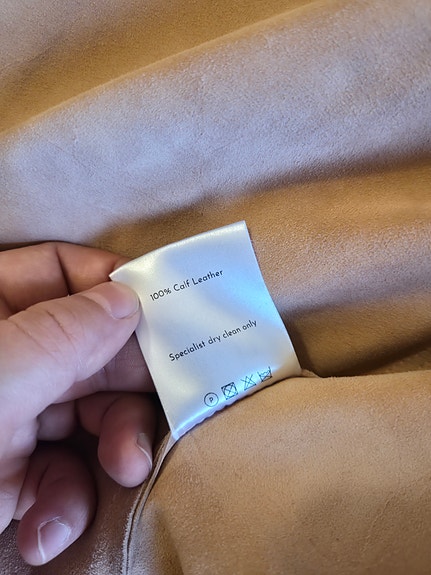 100% Calf Leather
Specialist dry clean only
P